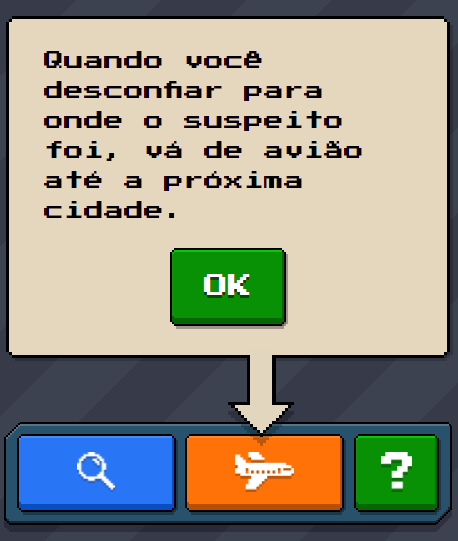 Quando você
desconfiar para
onde o suspeito
foi, vá de avião
até a próxima
cidade.
OK
?